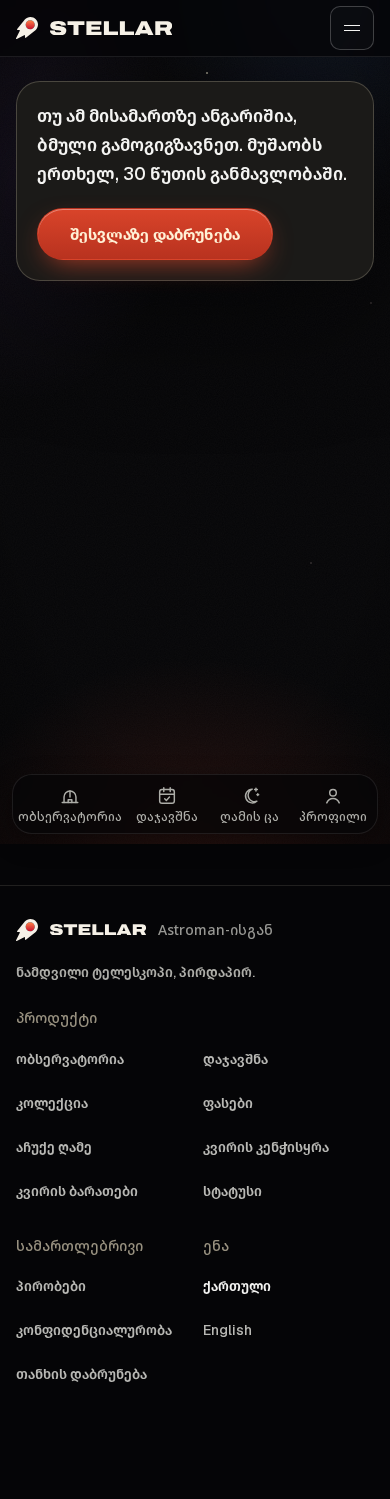 STELLAR
თუ ამ მისამართზე ანგარიშია,
ბმული გამოგიგზავნეთ. მუშაობს
ერთხელ, 30 წუთის განმავლობაში.
შესვლაზე დაბრუნება
ობსერვატორია დაჯავშნა ღამის ცა პროფილი
STELLAR Astroman-ისგან
ნამდვილი ტელესკოპი, პირდაპირ.
პროდუქტი
ობსერვატორია დაჯავშნა
კოლექცია ფასები
აჩუქე ღამე კვირის კენჭისყრა
კვირის ბარათები სტატუსი
სამართლებრივი ენა
პირობები ქართული
კონფიდენციალურობა English
თანხის დაბრუნება